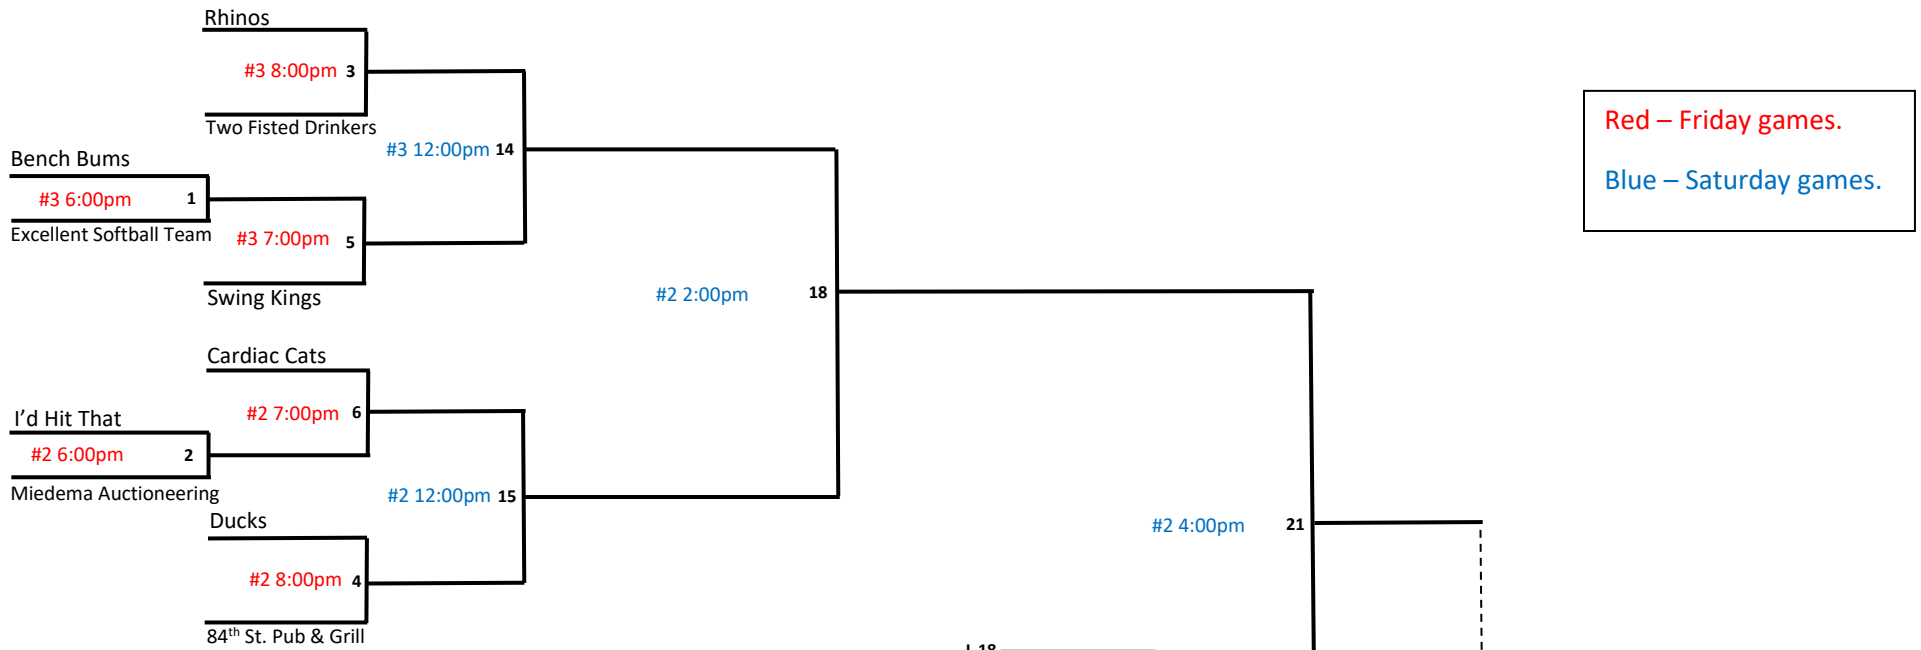 Rhinos
#3 8:00pm 3
Two Fisted Drinkers
#3 12:00pm 14
Bench Bums
#3 6:00pm 1
Excellent Softball Team
#3 7:00pm 5
Swing Kings
#2 2:00pm 18
Cardiac Cats
#2 7:00pm 6
I'd Hit That
#2 6:00pm 2
Miedema Auctioneering
#2 12:00pm 15
Ducks
#2 8:00pm 4
84th St. Pub & Grill
#2 4:00pm 21
Red – Friday games.
Blue – Saturday games.